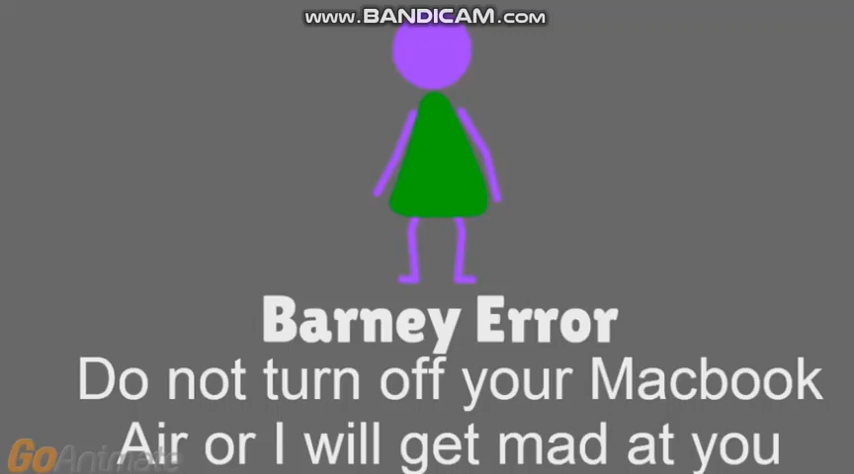 www.BANDICAM.com
Barney Error
Do not turn off your Macbook
Air or I will get mad at you
GoAnimate